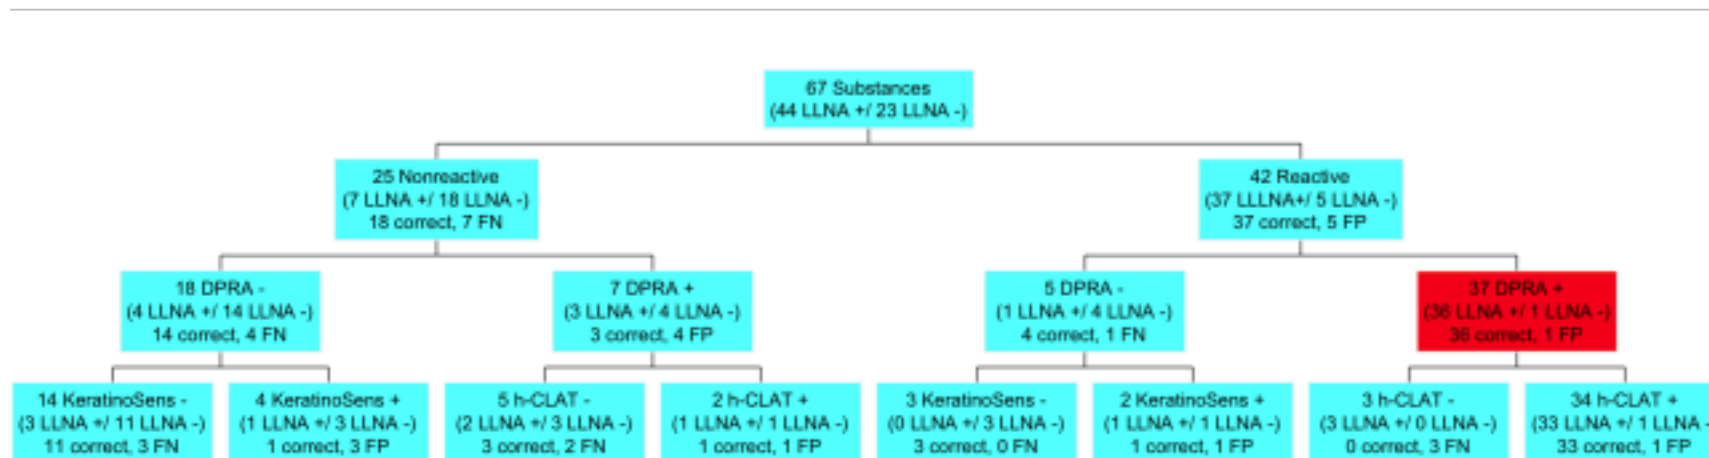 67 Substances
(44 LLNA +/ 23 LLNA -)
25 Nonreactive
(7 LLNA +/ 18 LLNA -)
18 correct, 7 FN
42 Reactive
(37 LLLNA+/ 5 LLNA -)
37 correct, 5 FP
18 DPRA -
(4 LLNA +/ 14 LLNA -)
14 correct, 4 FN
7 DPRA +
(3 LLNA +/ 4 LLNA -)
3 correct, 4 FP
5 DPRA -
(1 LLNA +/ 4 LLNA -)
4 correct, 1 FN
37 DPRA +
(36 LLNA +/ 1 LLNA -)
36 correct, 1 FP
14 KeratinoSens -
(3 LLNA +/ 11 LLNA -)
11 correct, 3 FN
4 KeratinoSens +
(1 LLNA +/ 3 LLNA -)
1 correct, 3 FP
5 h-CLAT -
(2 LLNA +/ 3 LLNA -)
3 correct, 2 FN
2 h-CLAT +
(1 LLNA +/ 1 LLNA -)
1 correct, 1 FP
3 KeratinoSens -
(0 LLNA +/ 3 LLNA -)
3 correct, 0 FN
2 KeratinoSens +
(1 LLNA +/ 1 LLNA -)
1 correct, 1 FP
3 h-CLAT -
(3 LLNA +/ 0 LLNA -)
0 correct, 3 FN
34 h-CLAT +
(33 LLNA +/ 1 LLNA -
33 correct, 1 FP